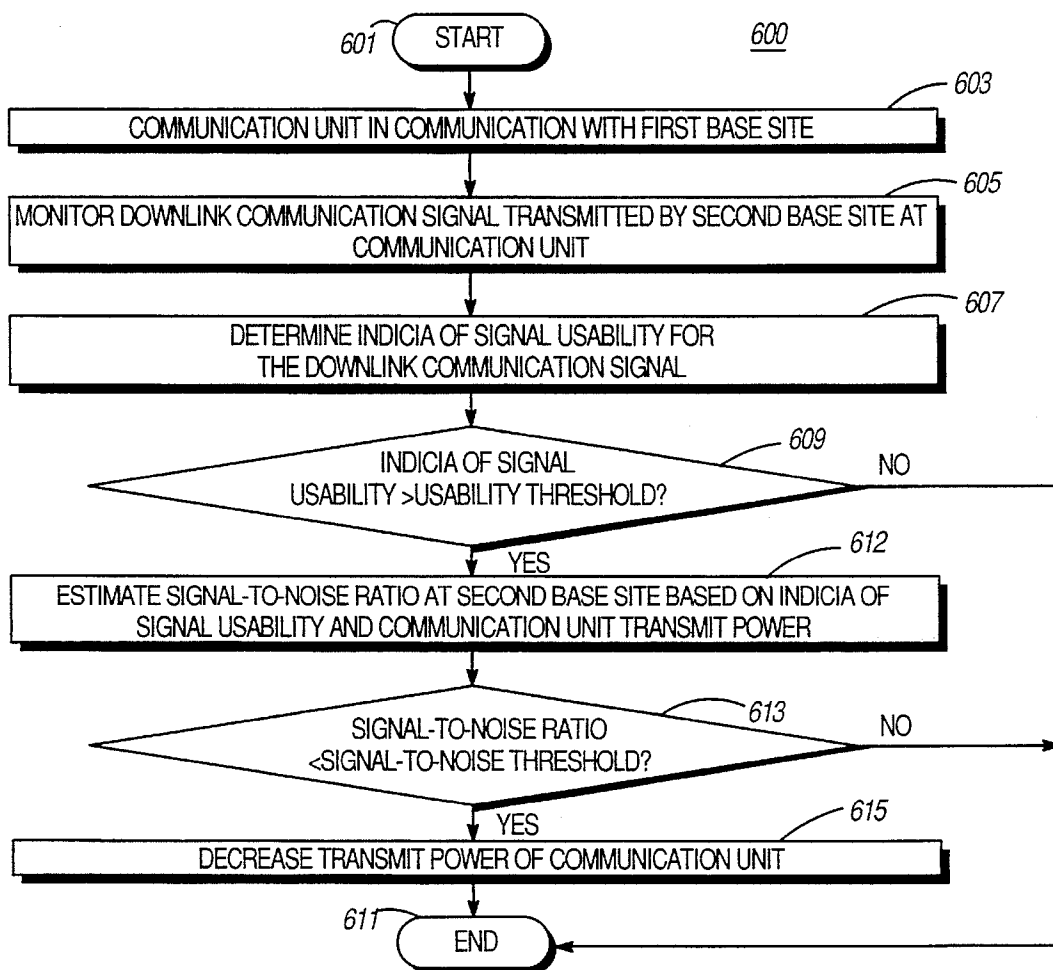 START
601
600
603
COMMUNICATION UNIT IN COMMUNICATION WITH FIRST BASE SITE
605
MONITOR DOWNLINK COMMUNICATION SIGNAL TRANSMITTED BY SECOND BASE SITE AT
COMMUNICATION UNIT
607
DETERMINE INDICIA OF SIGNAL USABILITY FOR
THE DOWNLINK COMMUNICATION SIGNAL
609
INDICIA OF SIGNAL
USABILITY >USABILITY THRESHOLD?
NO
YES
612
ESTIMATE SIGNAL-TO-NOISE RATIO AT SECOND BASE SITE BASED ON INDICIA OF
SIGNAL USABILITY AND COMMUNICATION UNIT TRANSMIT POWER
613
SIGNAL-TO-NOISE RATIO
<SIGNAL-TO-NOISE THRESHOLD?
NO
YES
615
DECREASE TRANSMIT POWER OF COMMUNICATION UNIT
611
END